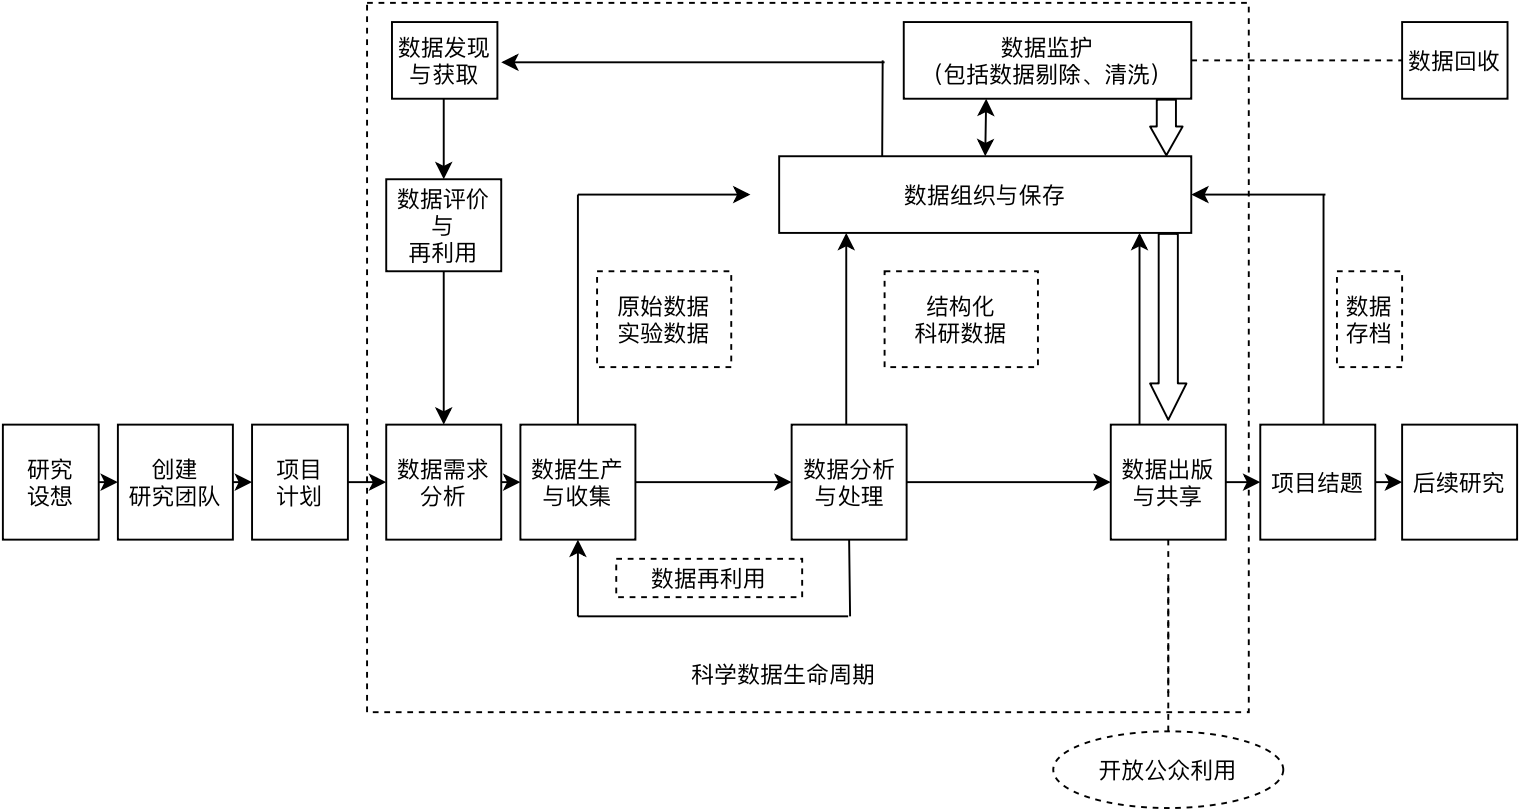 数据发现
与获取
数据监护
（包括数据剔除、清洗）
数据回收
数据评价
与
再利用
数据组织与保存
原始数据
实验数据
结构化
科研数据
数据
存档
研究
设想
创建
研究团队
项目
计划
数据需求
分析
数据生产
与收集
数据分析
与处理
数据出版
与共享
项目结题
后续研究
数据再利用
科学数据生命周期
开放公众利用